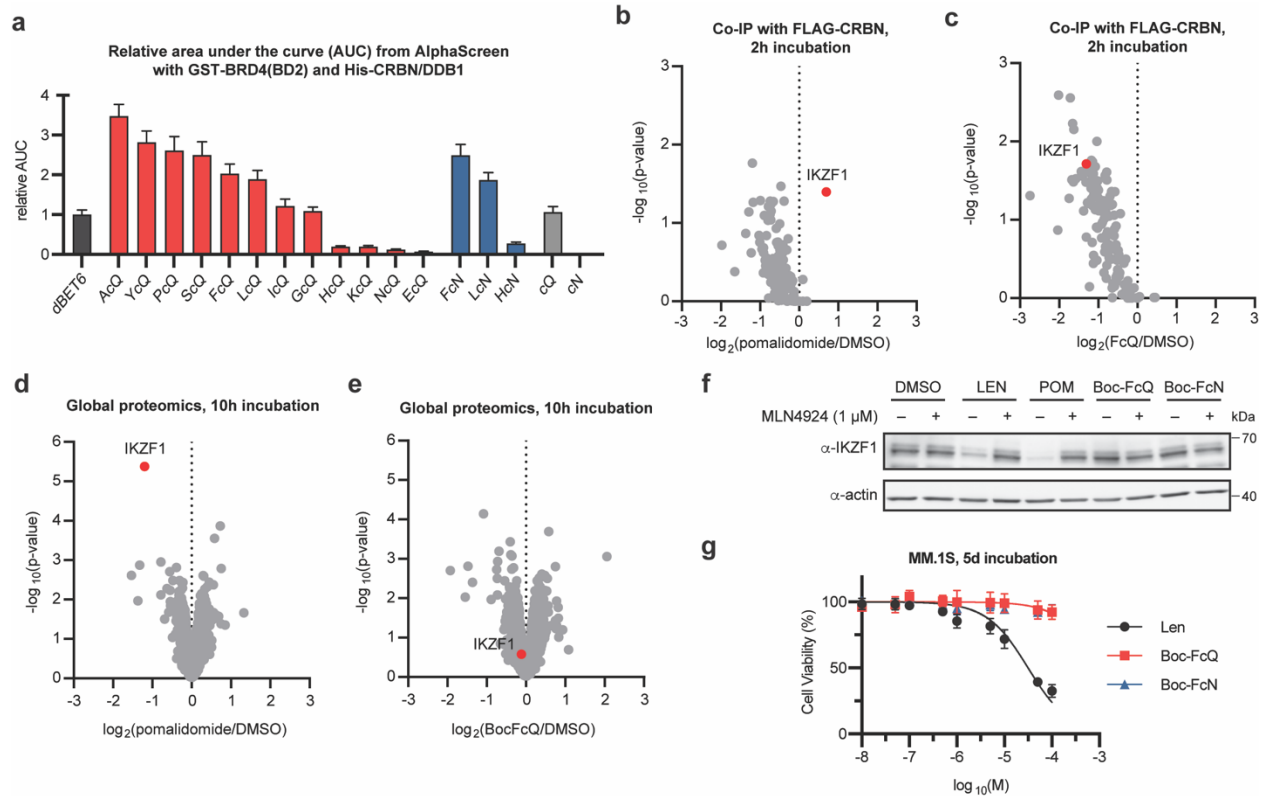 a
Relative area under the curve (AUC) from AlphaScreen
with GST-BRD4(BD2) and His-CRBN/DDB1
relative AUC
4
3
2
1
0
dBET6
AcQ
YcQ
PcQ
ScQ
FcQ
LcQ
IcQ
GcQ
HcQ
KcQ
NcQ
EcQ
FcN
LcN
HcN
cQ
cN
b
Co-IP with FLAG-CRBN,
2h incubation
-log10(p-value)
3
2
1
0
IKZF1
-3 -2 -1 0 1 2 3
log2(pomalidomide/DMSO)
c
Co-IP with FLAG-CRBN,
2h incubation
-log10(p-value)
3
2
1
0
IKZF1
-3 -2 -1 0 1 2 3
log2(FcQ/DMSO)
d
Global proteomics, 10h incubation
-log10(p-value)
6
5
4
3
2
1
0
IKZF1
-3 -2 -1 0 1 2 3
log2(pomalidomide/DMSO)
e
Global proteomics, 10h incubation
-log10(p-value)
6
5
4
3
2
1
0
IKZF1
-3 -2 -1 0 1 2 3
log2(BocFcQ/DMSO)
f
DMSO LEN POM Boc-FcQ Boc-FcN
MLN4924 (1 μM) – + – + – + – + – + kDa
α-IKZF1
70
α-actin
40
g
MM.1S, 5d incubation
Cell Viability (%)
100
50
0
-8 -7 -6 -5 -4 -3
log10(M)
Len
Boc-FcQ
Boc-FcN